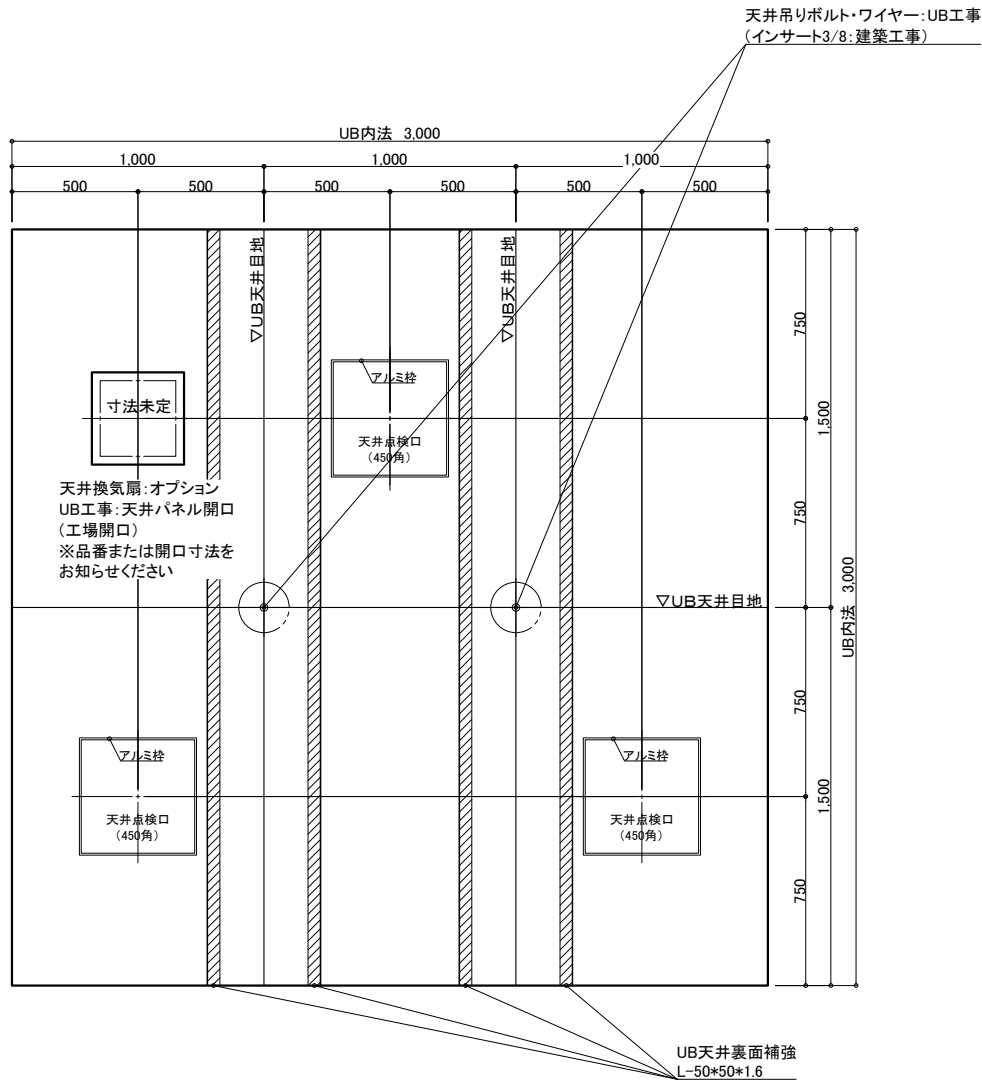 天井吊りボルト・ワイヤー:UB工事
(インサート3/8:建築工事)
UB内法 3,000
1,000
1,000
1,000
500
500
500
500
500
500
▽UB天井目地
▽UB天井目地
アルミ枠
天井点検口
(450角)
寸法未定
天井換気扇:オプション
UB工事:天井パネル開口
(工場開口)
※品番または開口寸法を
お知らせください
▽UB天井目地
750
750
1,500
UB内法 3,000
750
750
1,500
アルミ枠
天井点検口
(450角)
アルミ枠
天井点検口
(450角)
UB天井裏面補強
L-50*50*1.6